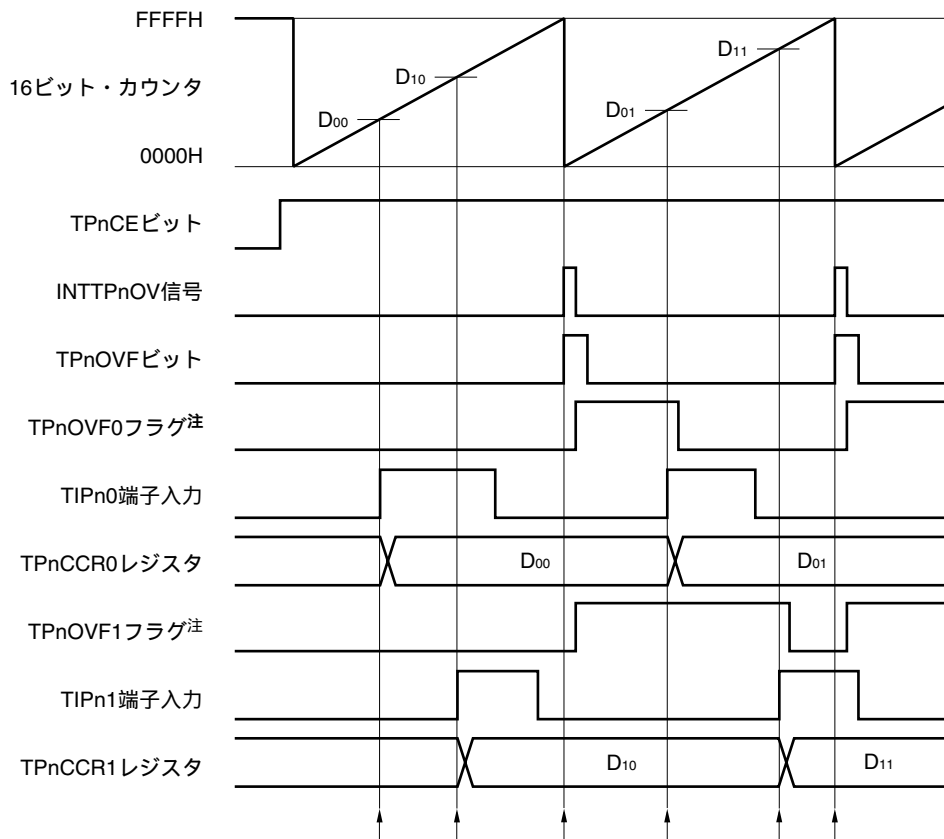 FFFFH
16ビット・カウンタ
0000H
D00
D10
D01
D11
TPnCEビット
INTTPnOV信号
TPnOVFビット
TPnOVF0フラグ注
TIPn0端子入力
TPnCCR0レジスタ
D00
D01
TPnOVF1フラグ注
TIPn1端子入力
TPnCCR1レジスタ
D10
D11